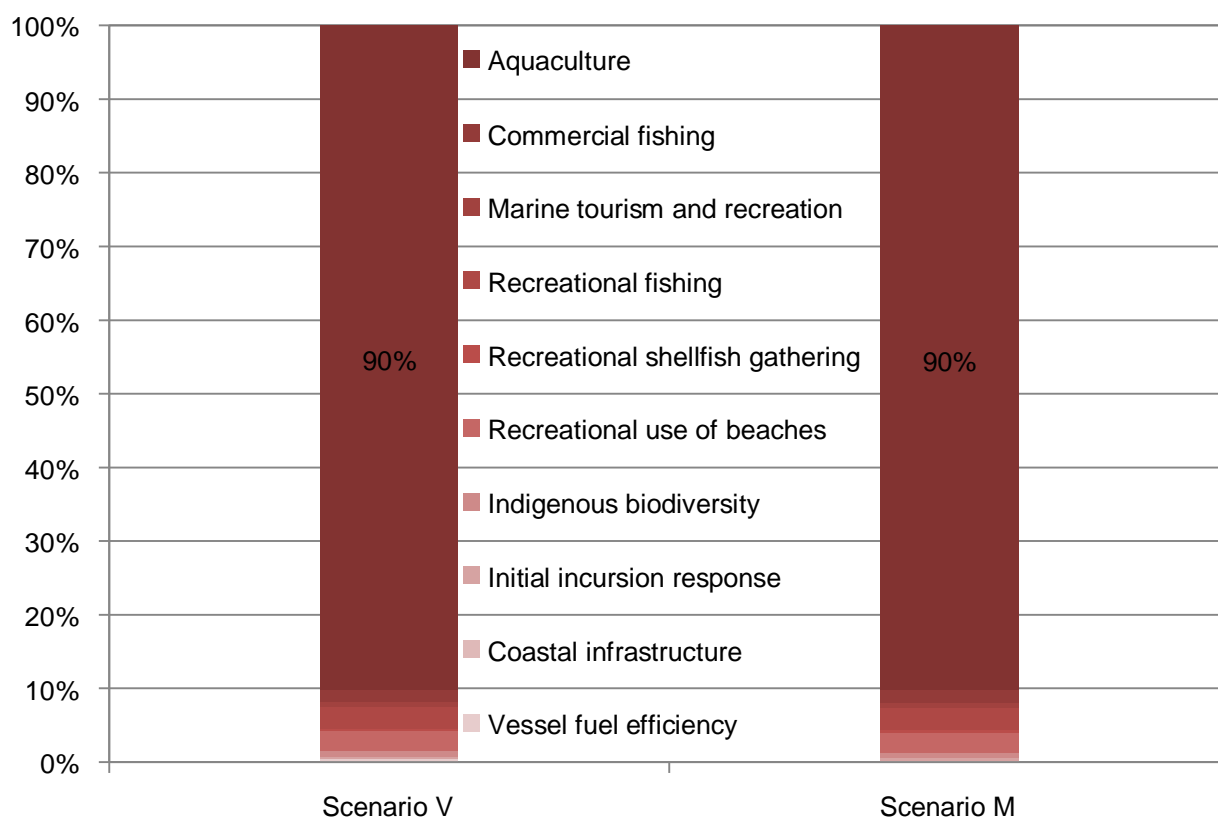 100%
90%
80%
70%
60%
50%
40%
30%
20%
10%
0%
Aquaculture
Commercial fishing
Marine tourism and recreation
Recreational fishing
Recreational shellfish gathering
Recreational use of beaches
Indigenous biodiversity
Initial incursion response
Coastal infrastructure
Vessel fuel efficiency
90%
90%
Scenario V
Scenario M